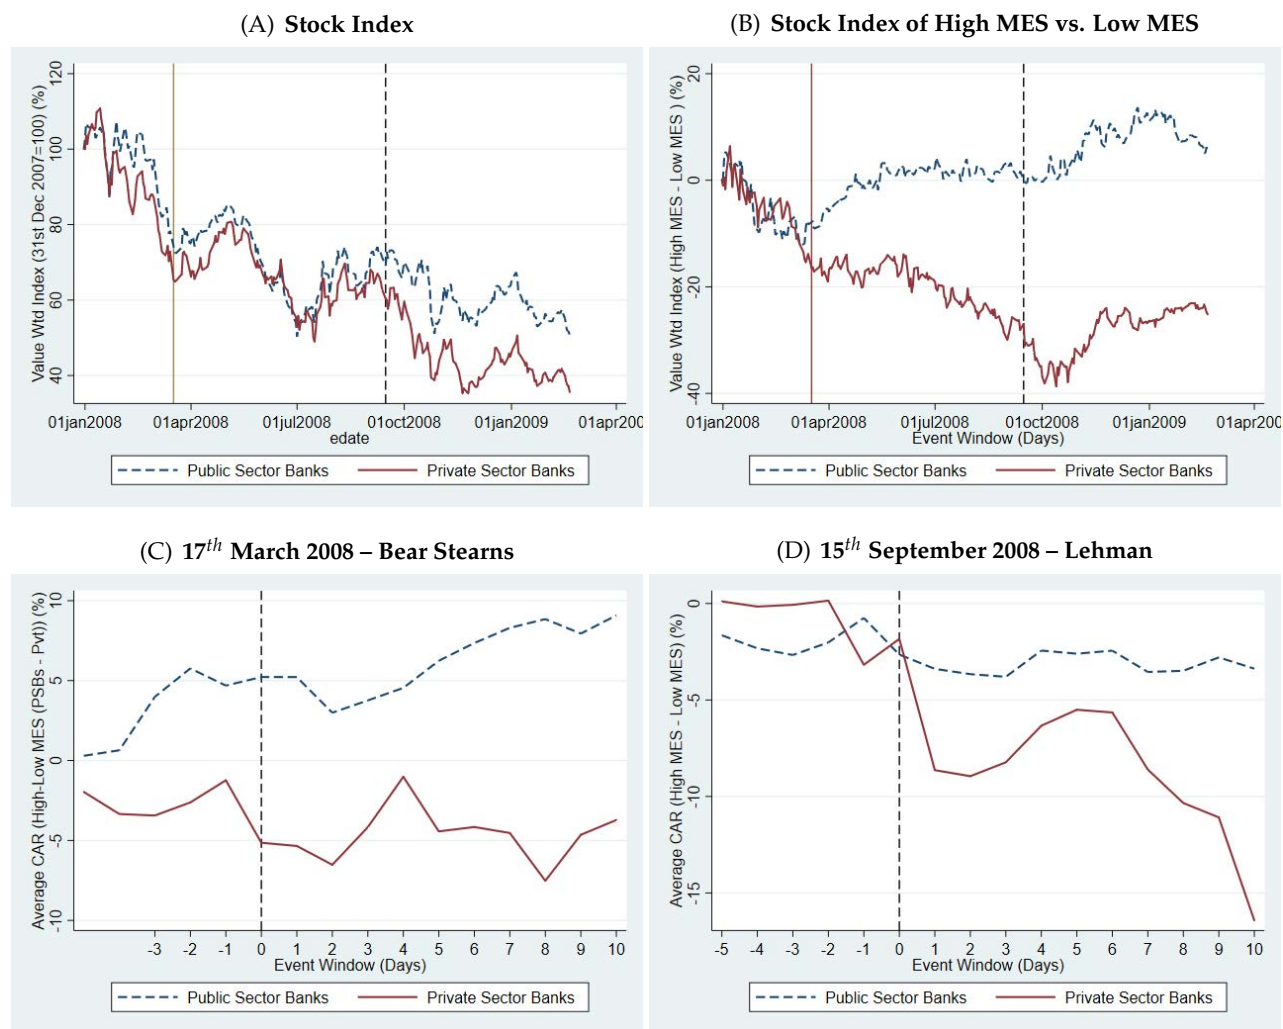 (A) Stock Index
Value Wtd Index (31st Dec 2007=100) (%)
120
100
80
60
40
01jan2008 01apr2008 01jul2008 01oct2008 01jan2009 01apr200
edate
Public Sector Banks Private Sector Banks
(B) Stock Index of High MES vs. Low MES
Value Wtd Index (High MES - Low MES ) (%)
20
0
-20
-40
01jan2008 01apr2008 01jul2008 01oct2008 01jan2009 01apr200
Event Window (Days)
Public Sector Banks Private Sector Banks
(C) 17th March 2008 – Bear Stearns
Average CAR (High-Low MES (PSBs - Pvt)) (%)
10
5
0
-5
-10
-3 -2 -1 0 1 2 3 4 5 6 7 8 9 10
Event Window (Days)
Public Sector Banks Private Sector Banks
(D) 15th September 2008 – Lehman
Average CAR (High MES - Low MES) (%)
0
-5
-10
-15
-5 -4 -3 -2 -1 0 1 2 3 4 5 6 7 8 9 10
Event Window (Days)
Public Sector Banks Private Sector Banks